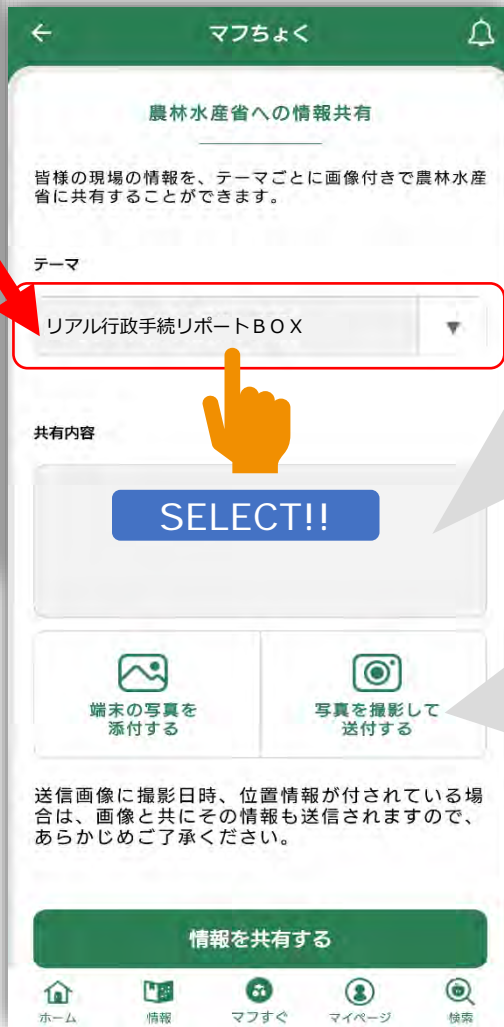 マフちょく
農林水産省への情報共有
皆様の現場の情報を、テーマごとに画像付きで農林水産
省に共有することができます。
テーマ
リアル行政手続リポートＢＯＸ
共有内容
SELECT!!
端末の写真を
添付する
写真を撮影して
送付する
送信画像に撮影日時、位置情報が付されている場
合は、画像と共にその情報も送信されますので、
あらかじめご了承ください。
情報を共有する
ホーム
情報
マフすぐ
マイページ
検索